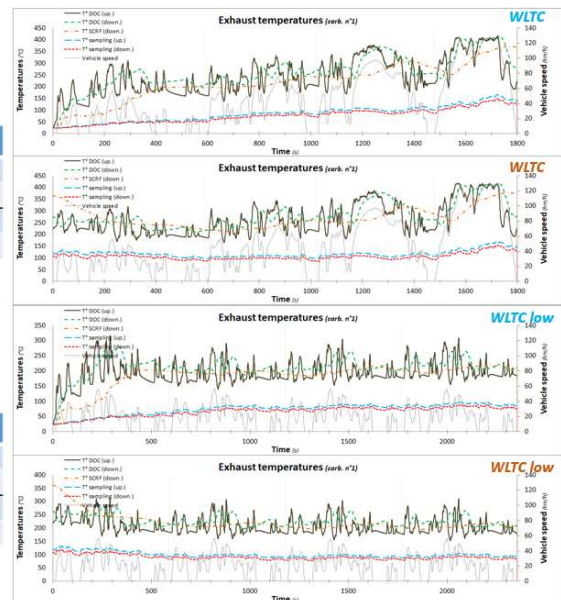 WLTC
Exhaust temperatures (carb. n°1)
T° DOC (up.)
T° DOC (down.)
T° SCRF (down.)
T° sampling (up.)
T° sampling (down.)
Vehicle speed
Temperatures (°C)
Vehicle speed (km/h)
450
400
350
300
250
200
150
100
50
0
140
120
100
80
60
40
20
0
0 200 400 600 800 1000 1200 1400 1600 1800
Time (s)
WLTC
Exhaust temperatures (carb. n°1)
T° DOC (up.)
T° DOC (down.)
T° SCRF (down.)
T° sampling (up.)
T° sampling (down.)
Vehicle speed
Temperatures (°C)
Vehicle speed (km/h)
450
400
350
300
250
200
150
100
50
0
140
120
100
80
60
40
20
0
0 200 400 600 800 1000 1200 1400 1600 1800
Time (s)
WLTC low
Exhaust temperatures (carb. n°1)
T° DOC (up.)
T° DOC (down.)
T° SCRF (down.)
T° sampling (up.)
T° sampling (down.)
Vehicle speed
Temperatures (°C)
Vehicle speed (km/h)
350
300
250
200
150
100
50
0
140
120
100
80
60
40
20
0
0 500 1000 1500 2000
Time (s)
WLTC low
Exhaust temperatures (carb. n°1)
T° DOC (up.)
T° DOC (down.)
T° SCRF (down.)
T° sampling (up.)
T° sampling (down.)
Vehicle speed
Temperatures (°C)
Vehicle speed (km/h)
400
350
300
250
200
150
100
50
0
140
120
100
80
60
40
20
0
0 500 1000 1500 2000
Time (s)